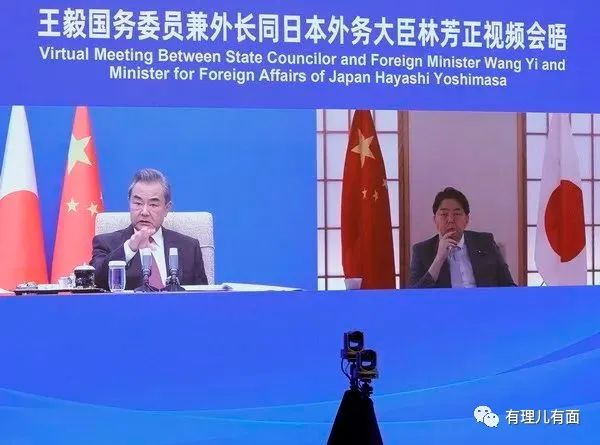 王毅国务委员兼外长同日本外务大臣林芳正视频会晤
Virtual Meeting Between State Councilor and Foreign Minister Wang Yi and
Minister for Foreign Affairs of Japan Hayashi Yoshimasa
有理儿有面